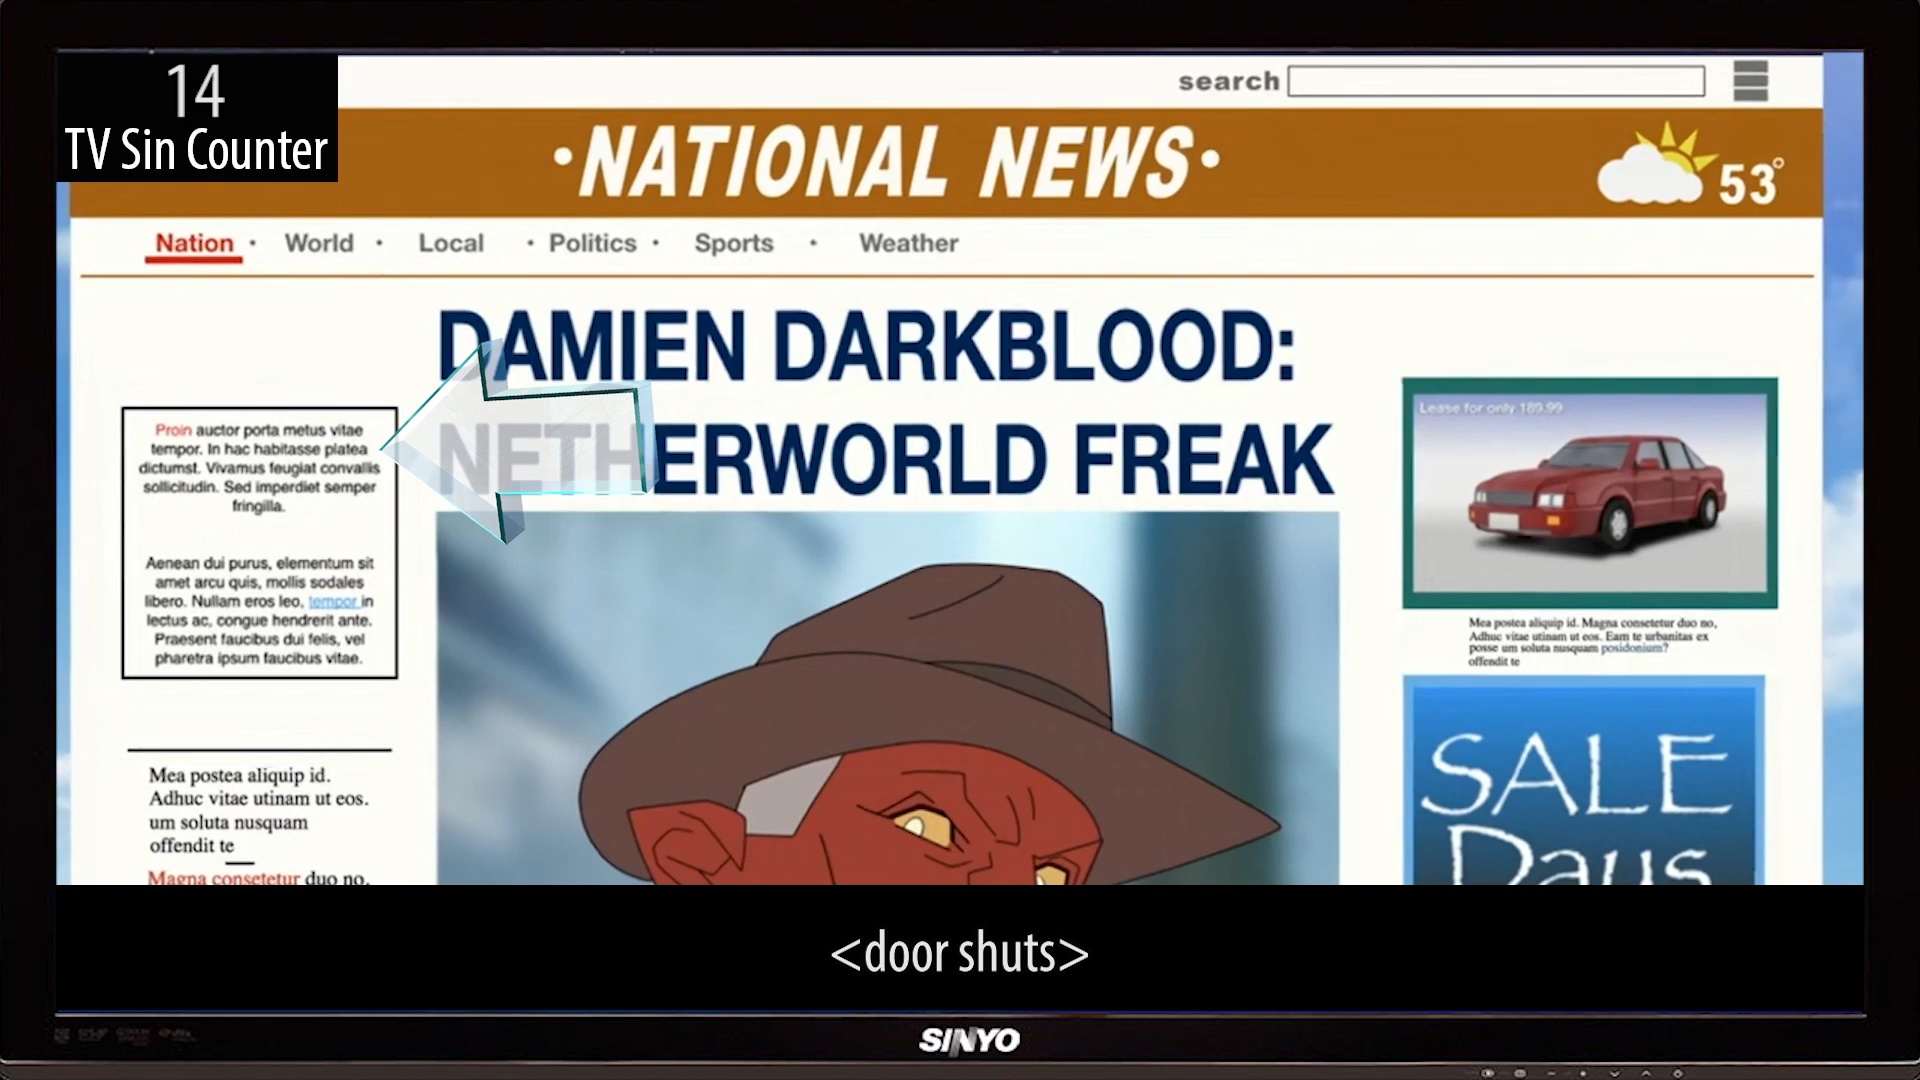 14
TV Sin Counter
search
•NATIONAL NEWS•
53°
Nation • World • Local • Politics • Sports • Weather
DAMIEN DARKBLOOD:
NETHERWORLD FREAK
Proin auctor porta metus vitae
tempor. In hac habitasse platea
dictumst. Vivamus feugiat convallis
sollicitudin. Sed imperdiet semper
fringilla.
Aenean dui purus, elementum sit
amet arcu quis, mollis sodales
libero. Nullam eros leo, tempor in
lectus ac, congue hendrerit ante.
Praesent faucibus dui felis, vel
pharetra ipsum faucibus vitae.
Mea postea aliquip id.
Adhuc vitae utinam ut eos.
um soluta nusquam
offendit te
Magna consetetur duo no,
Lease for only 189.99
Mea postea aliquip id. Magna consetetur duo no,
Adhuc vitae utinam ut eos. Eam te urbanitas ex
posse um soluta nusquam posidonium?
offendit te
SALE
Days
<door shuts>
SINYO